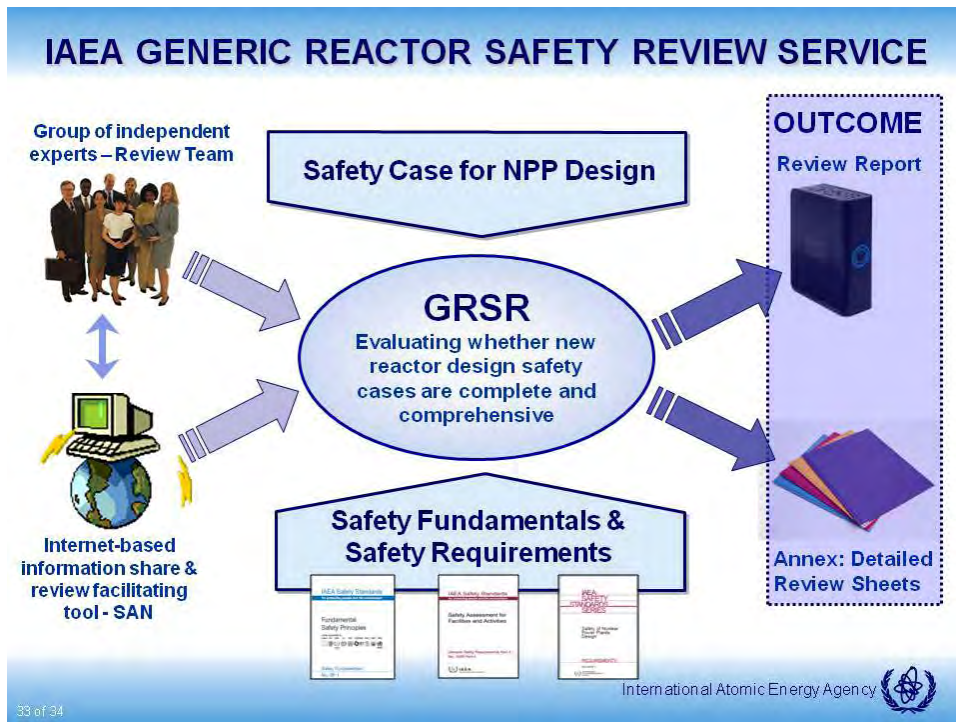 IAEA GENERIC REACTOR SAFETY REVIEW SERVICE
Group of independent
experts – Review Team
Safety Case for NPP Design
OUTCOME
Review Report
GRSR
Evaluating whether new
reactor design safety
cases are complete and
comprehensive
Internet-based
information share &
review facilitating
tool - SAN
Safety Fundamentals &
Safety Requirements
Annex: Detailed
Review Sheets
IAEA Safety Standards
Fundamental
Safety Principles
Safety Fundamentals
IAEA Safety Standards
Safety Assessment for
Facilities and Activities
IAEA
SAFETY
STANDARDS
SERIES
Safety of Nuclear
Power Plants:
Design
REQUIREMENTS
International Atomic Energy Agency
33 of 34